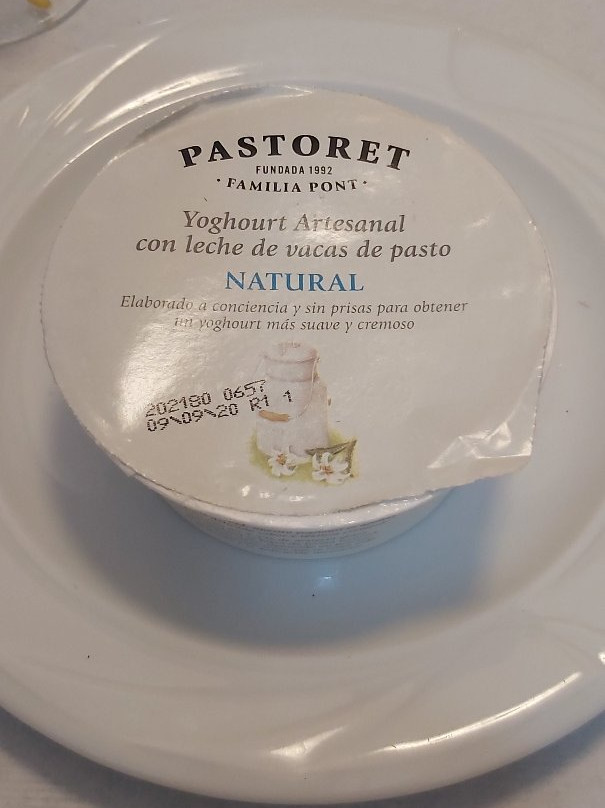 PASTORET
FUNDADA 1992
· FAMILIA PONT ·
Yoghourt Artesanal
con leche de vacas de pasto
NATURAL
Elaborado a conciencia y sin prisas para obtener
un yoghourt más suave y cremoso
202180 0657
09\09\20 R1 1